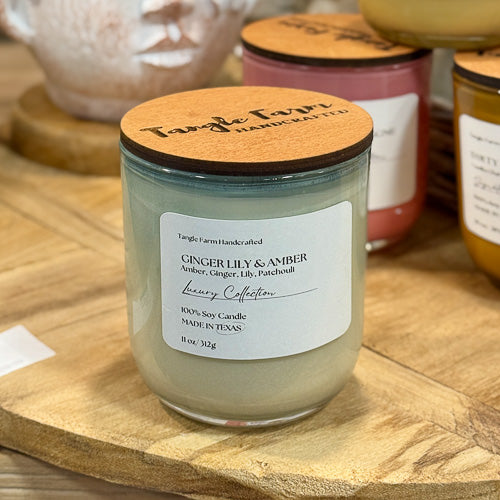 Tangle Farm
HANDCRAFTED
Tangle Farm Handcrafted
GINGER LILY & AMBER
Amber, Ginger, Lily, Patchouli
Luxury Collection
100% Soy Candle
MADE IN TEXAS
11 oz/ 312g